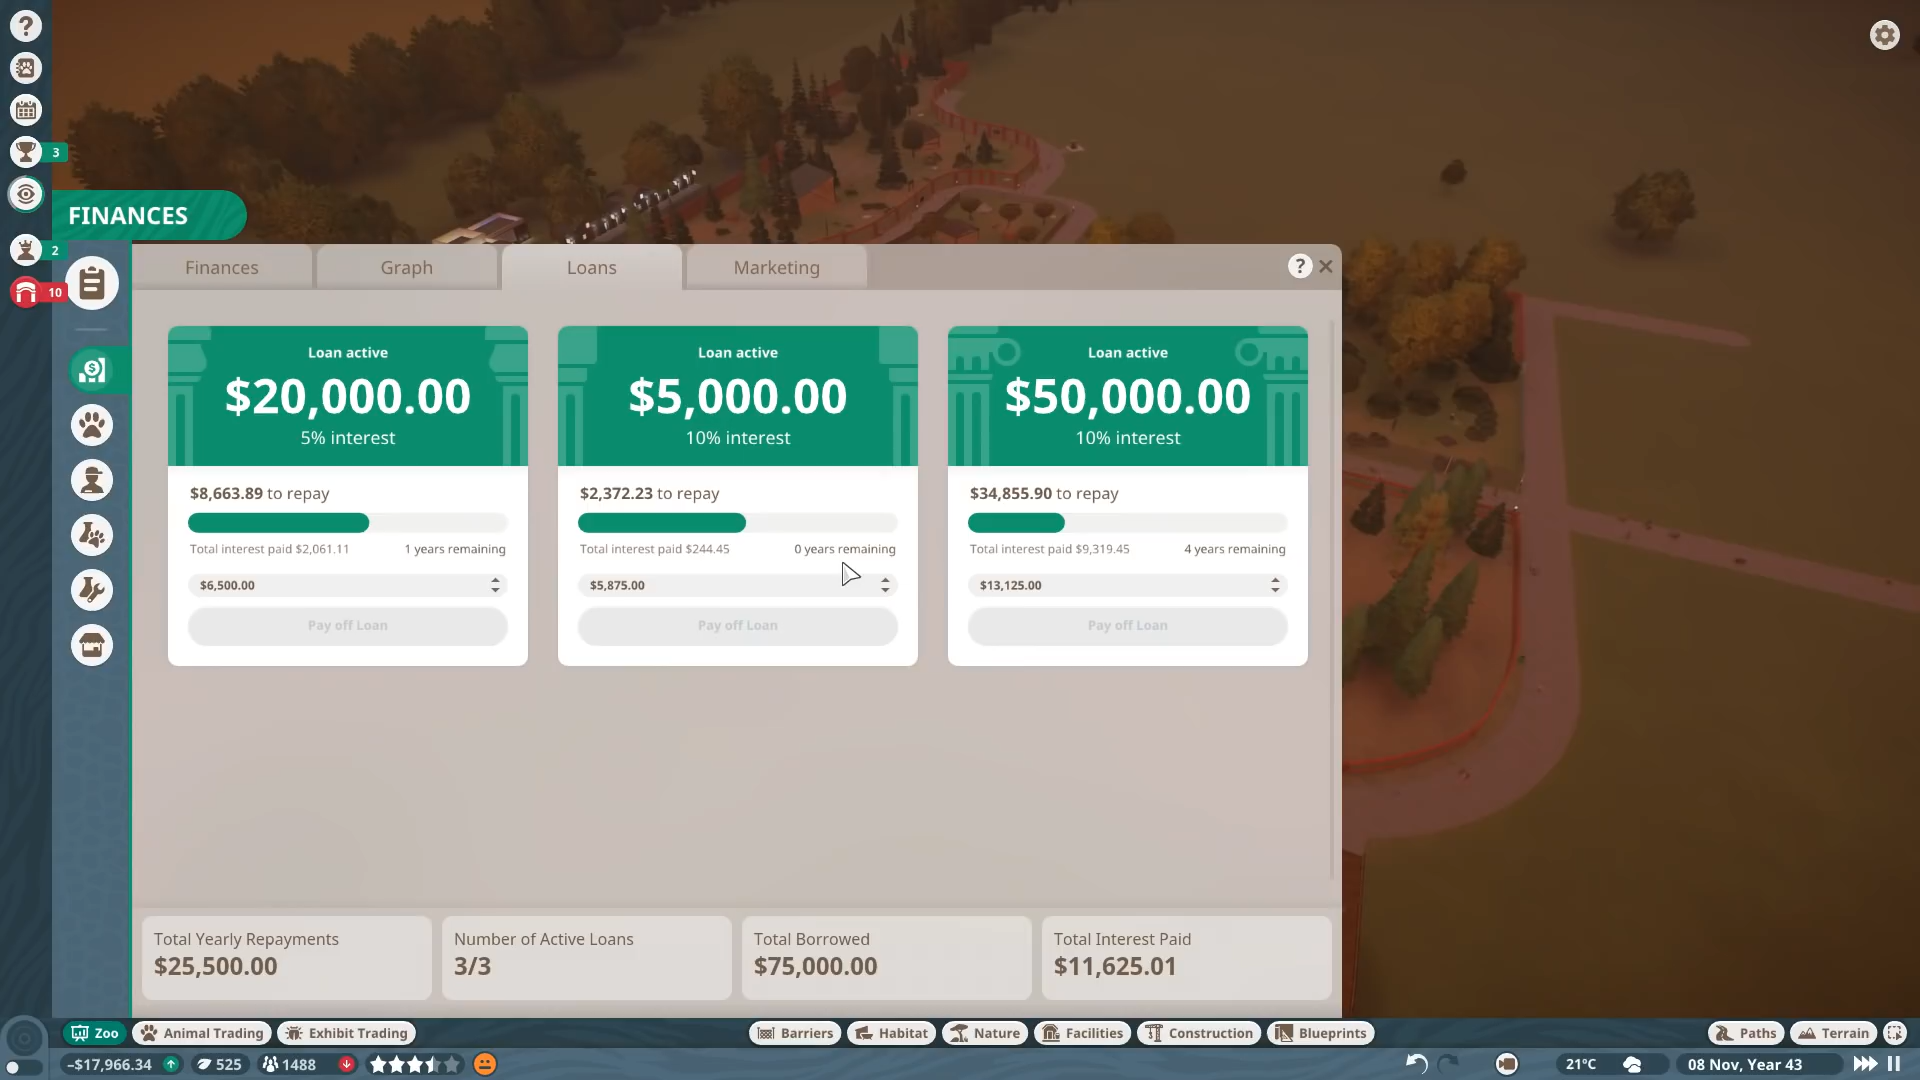 ?
3
FINANCES
2
10
Finances
Graph
Loans
Marketing
?
Loan active
$20,000.00
5% interest
$8,663.89 to repay
Total interest paid $2,061.11
1 years remaining
$6,500.00
Pay off Loan
Loan active
$5,000.00
10% interest
$2,372.23 to repay
Total interest paid $244.45
0 years remaining
$5,875.00
Pay off Loan
Loan active
$50,000.00
10% interest
$34,855.90 to repay
Total interest paid $9,319.45
4 years remaining
$13,125.00
Pay off Loan
Total Yearly Repayments
$25,500.00
Number of Active Loans
3/3
Total Borrowed
$75,000.00
Total Interest Paid
$11,625.01
Zoo
Animal Trading
Exhibit Trading
Barriers
Habitat
Nature
Facilities
Construction
Blueprints
Paths
Terrain
-$17,966.34
525
1488
21°C
08 Nov, Year 43